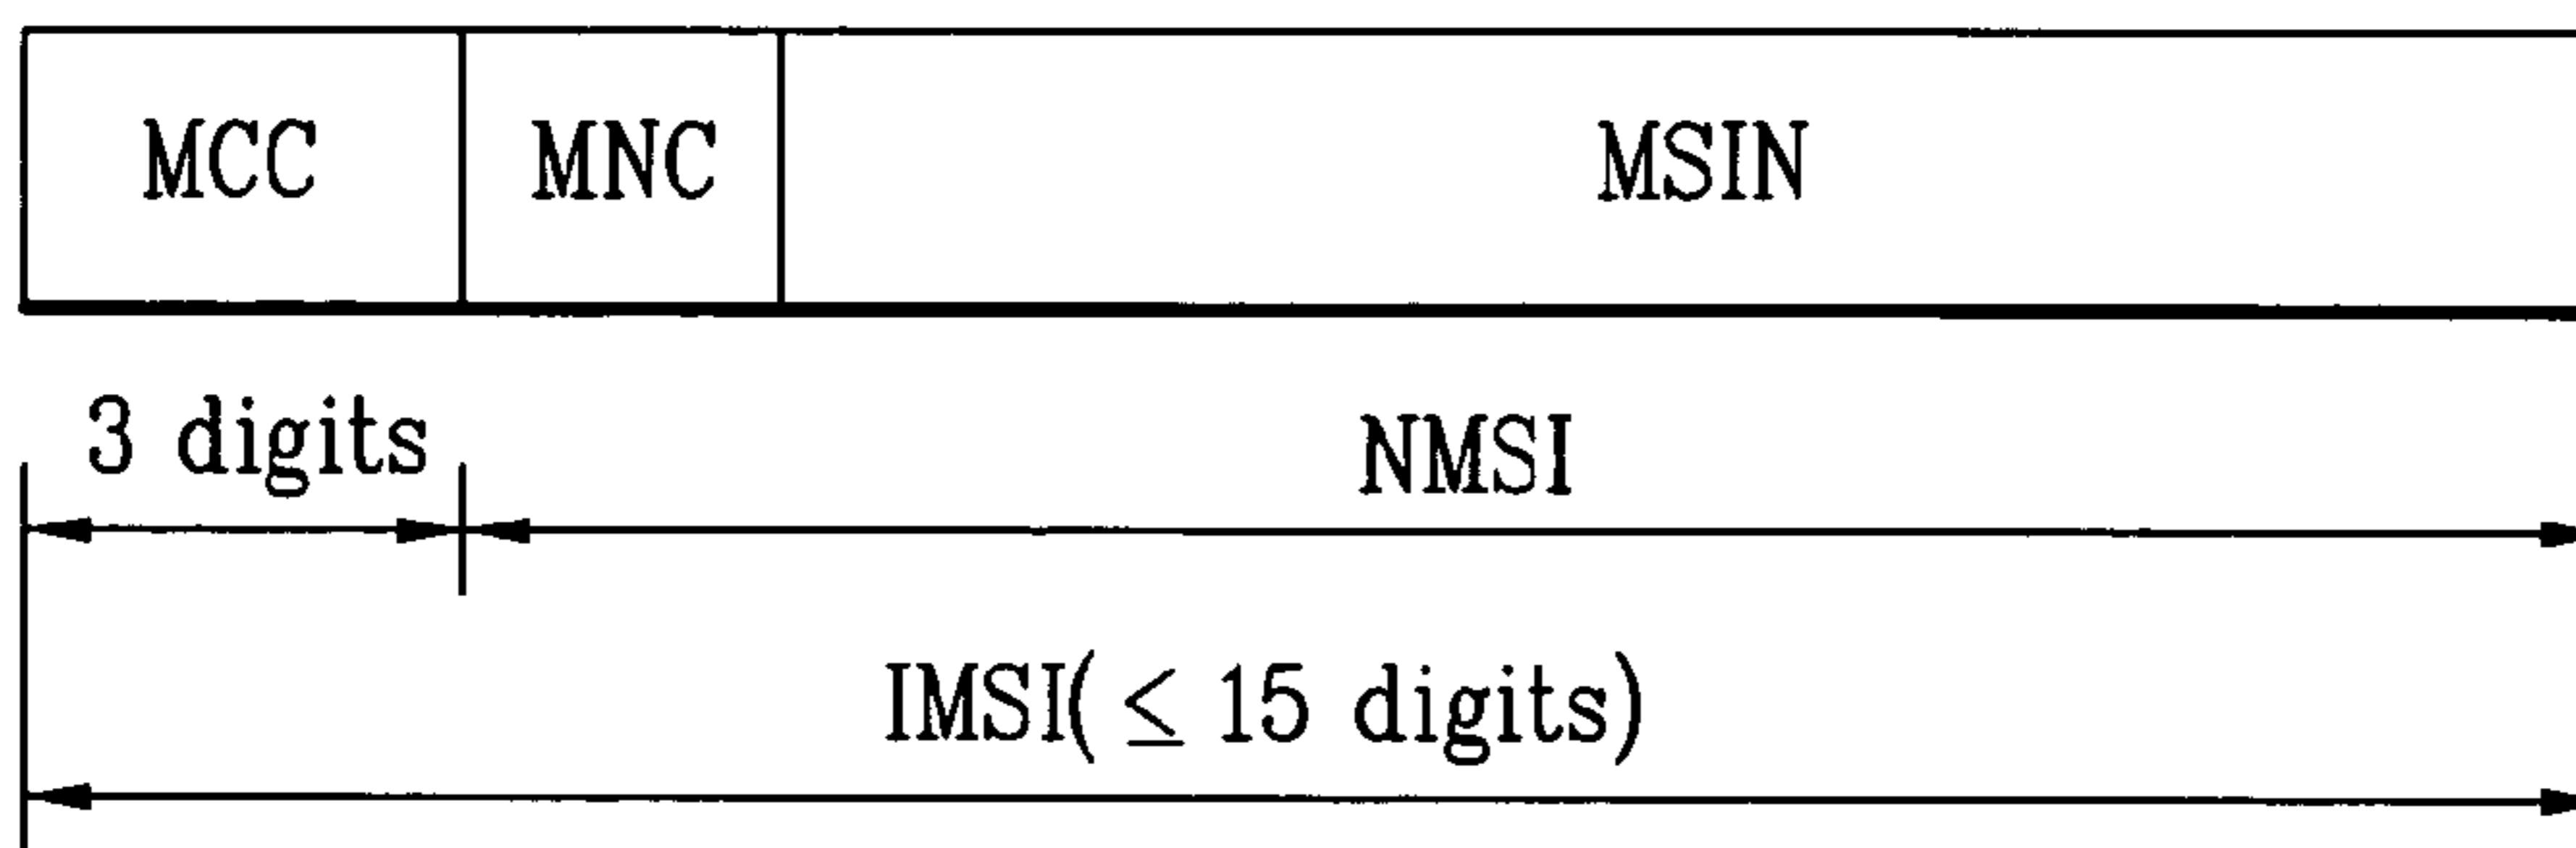 MCC MNC MSIN
3 digits NMSI
IMSI( ≤ 15 digits)